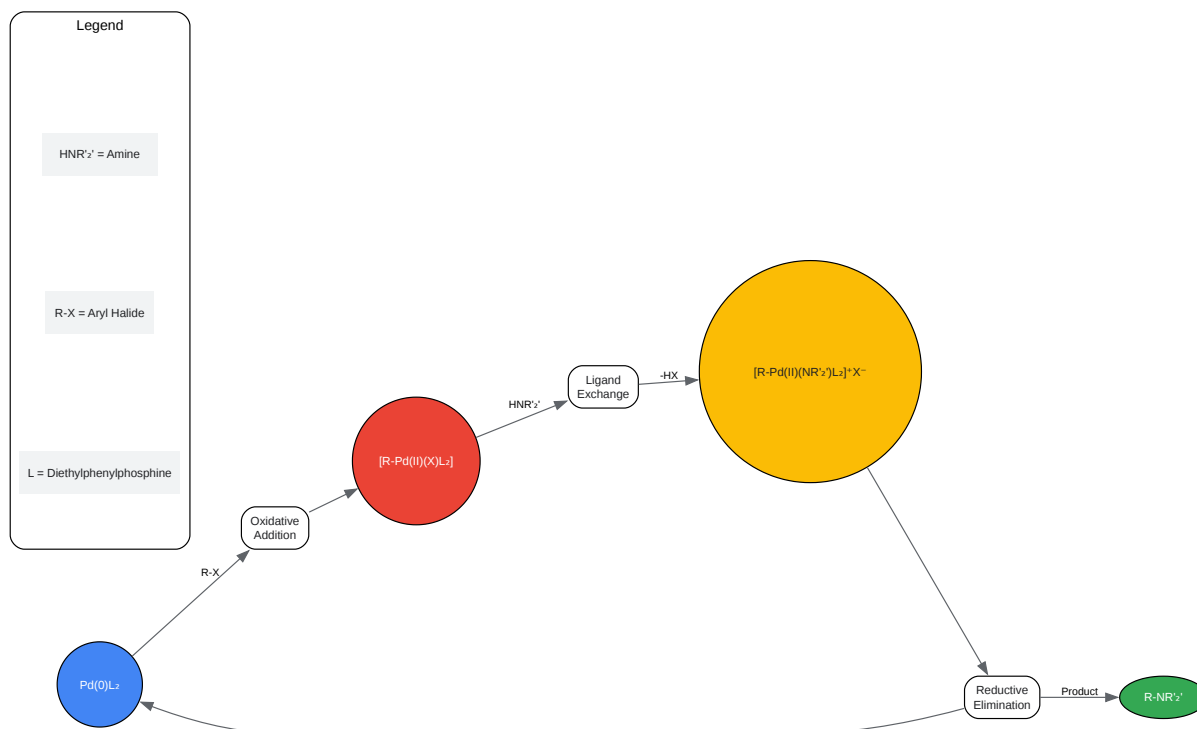 Legend
HNR'₂' = Amine
R-X = Aryl Halide
L = Diethylphenylphosphine
Pd(0)L₂
R-X
Oxidative
Addition
[R-Pd(II)(X)L₂]
HNR'₂'
Ligand
Exchange
-HX
[R-Pd(II)(NR'₂')L₂]⁺X⁻
Reductive
Elimination
Product
R-NR'₂'